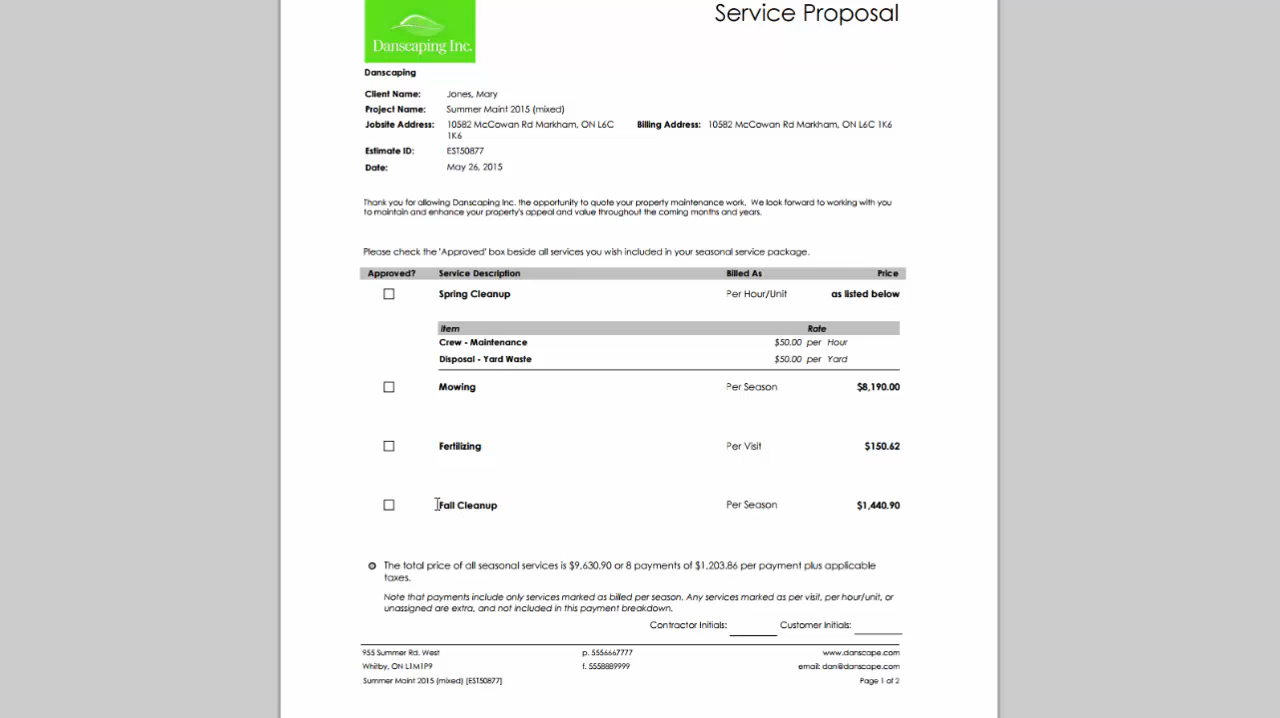 Service Proposal
Danscaping Inc.
Danscaping
Client Name: Jones, Mary
Project Name: Summer Maint 2015 (mixed)
Jobsite Address: 10582 McCowan Rd Markham, ON L6C Billing Address: 10582 McCowan Rd Markham, ON L6C 1K6
1K6
Estimate ID: EST50877
Date: May 26, 2015
Thank you for allowing Danscaping Inc. the opportunity to quote your property maintenance work. We look forward to working with you
to maintain and enhance your property's appeal and value throughout the coming months and years.
Please check the 'Approved' box beside all services you wish included in your seasonal service package.
Approved? Service Description Billed As Price
Spring Cleanup Per Hour/Unit as listed below
Item Rate
Crew - Maintenance $50.00 per Hour
Disposal - Yard Waste $50.00 per Yard
Mowing Per Season $8,190.00
Fertilizing Per Visit $150.62
Fall Cleanup Per Season $1,440.90
The total price of all seasonal services is $9,630.90 or 8 payments of $1,203.86 per payment plus applicable
taxes.
Note that payments include only services marked as billed per season. Any services marked as per visit, per hour/unit, or
unassigned are extra, and not included in this payment breakdown.
Contractor Initials: Customer Initials:
955 Summer Rd. West p. 5556667777 www.danscape.com
Whitby, ON L1M1P9 f. 5558889999 email: dan@danscape.com
Summer Maint 2015 (mixed) [EST50877] Page 1 of 2